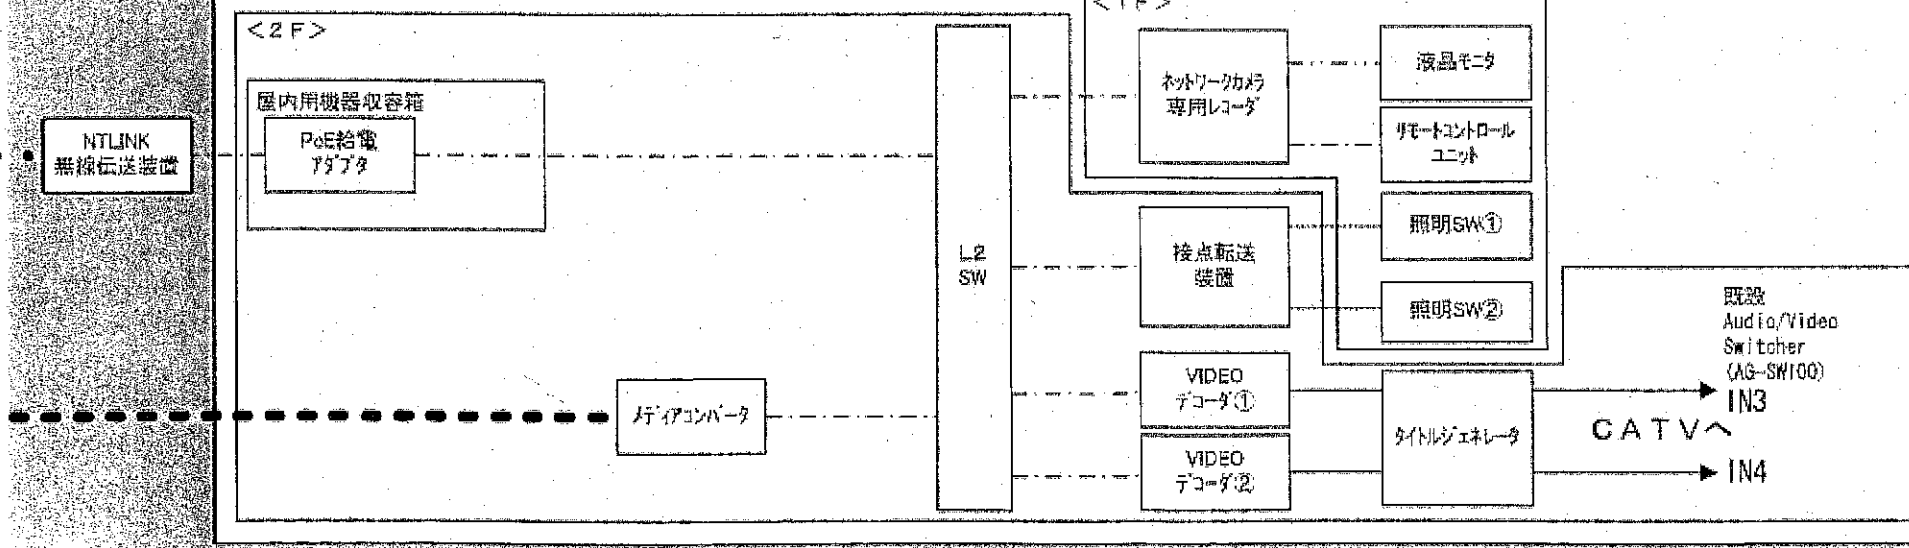 <1F>
<2F>
屋内用機器収容箱
NTLINK
無線伝送装置
PoE給電
アダプタ
L2
SW
ネットワークカメラ
専用レコーダ
液晶モニタ
リモートコントロール
ユニット
接点転送
装置
照明SW①
照明SW②
メディアコンバータ
VIDEO
デコーダ①
VIDEO
デコーダ②
タイトルジェネレータ
既設
Audio/Video
Switcher
(AG-SW100)
IN3
CATVへ
IN4